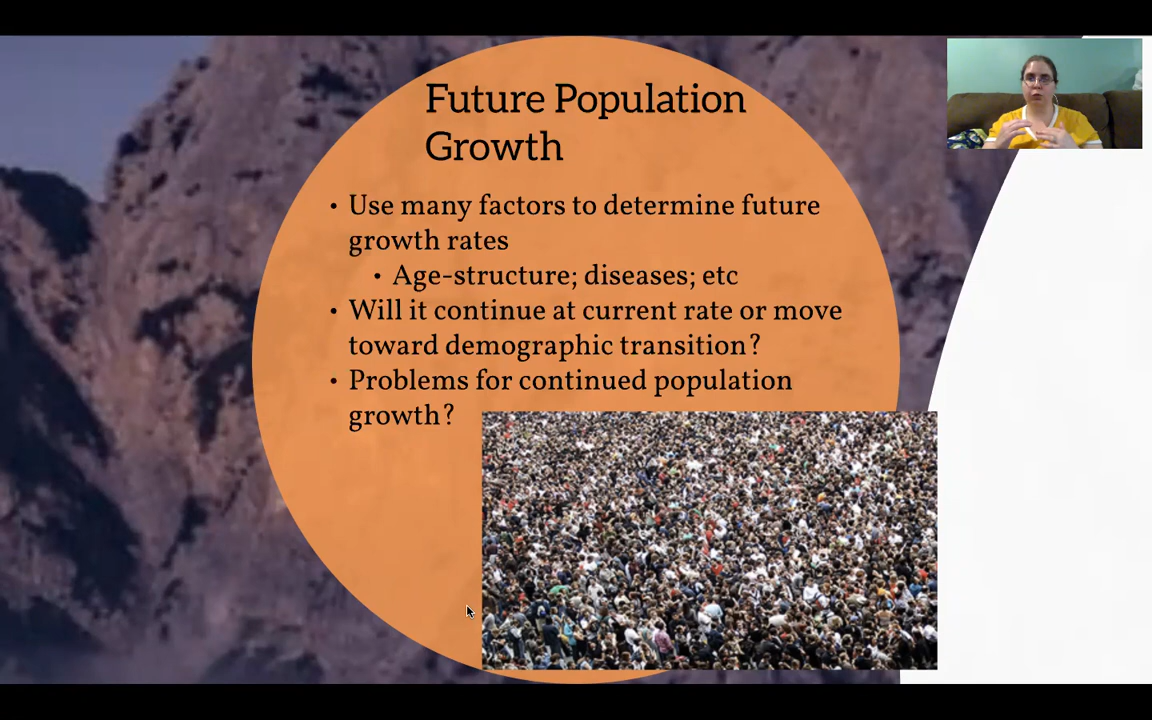 Future Population
Growth
• Use many factors to determine future
growth rates
• Age-structure; diseases; etc
• Will it continue at current rate or move
toward demographic transition?
• Problems for continued population
growth?